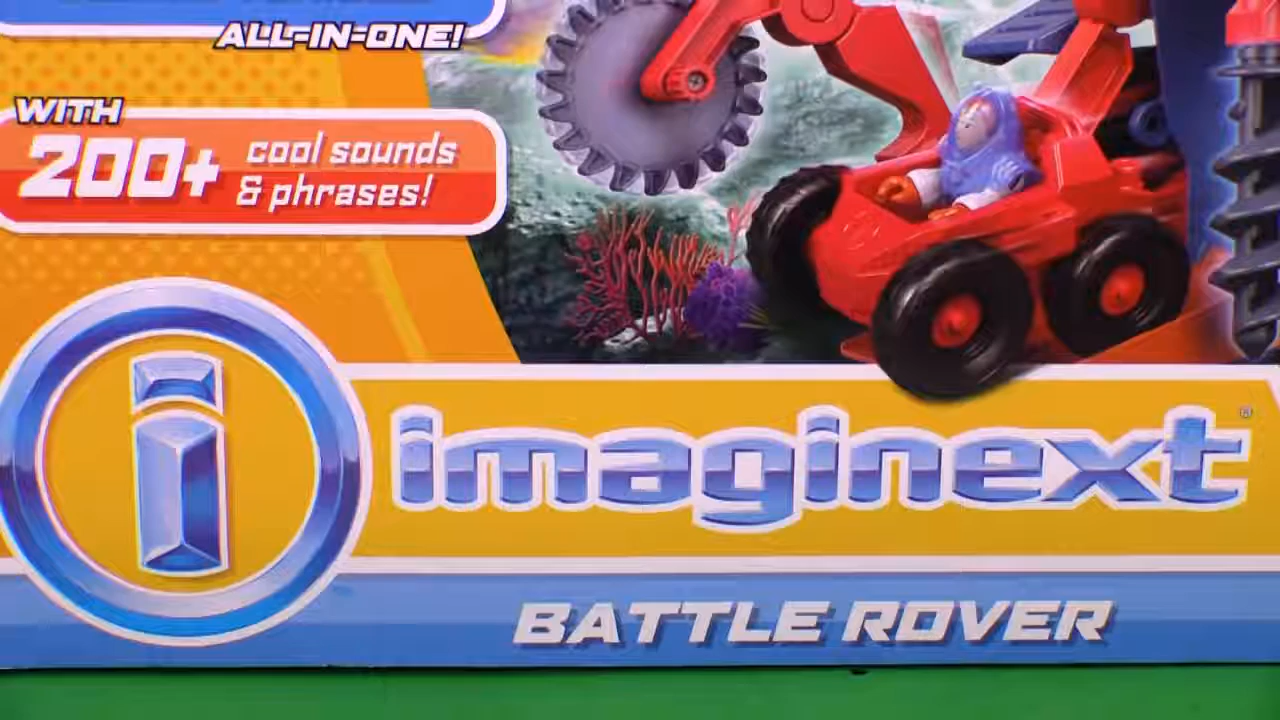 ALL-IN-ONE!
WITH
200+ cool sounds
& phrases!
i
imaginext®
BATTLE ROVER